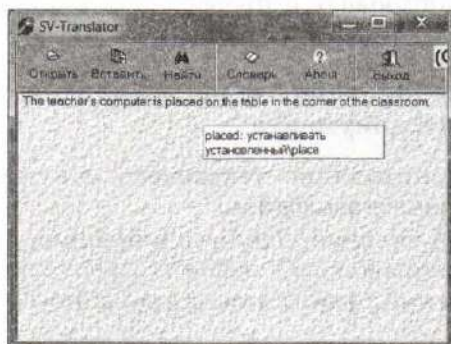 SV-Translator
Открыть Вставить Найти Словарь About Выход
The teacher's computer is placed on the table in the corner of the classroom.
placed: устанавливать
установленный\place